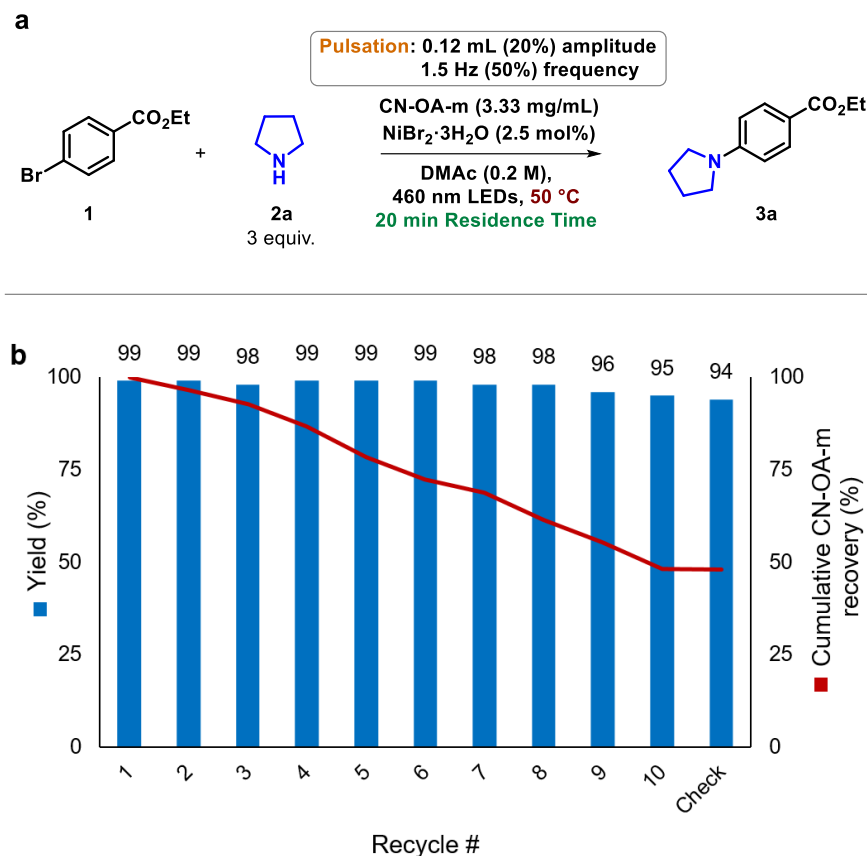 a
Pulsation: 0.12 mL (20%) amplitude
1.5 Hz (50%) frequency
CO₂Et
Br
1
+
N
H
2a
3 equiv.
CN-OA-m (3.33 mg/mL)
NiBr₂·3H₂O (2.5 mol%)
DMAc (0.2 M),
460 nm LEDs, 50 °C
20 min Residence Time
CO₂Et
N
3a
b
99 99 98 99 99 99 98 98 96 95 94
100
75
50
25
0
Yield (%)
100
75
50
25
0
Cumulative CN-OA-m
recovery (%)
1 2 3 4 5 6 7 8 9 10 Check
Recycle #